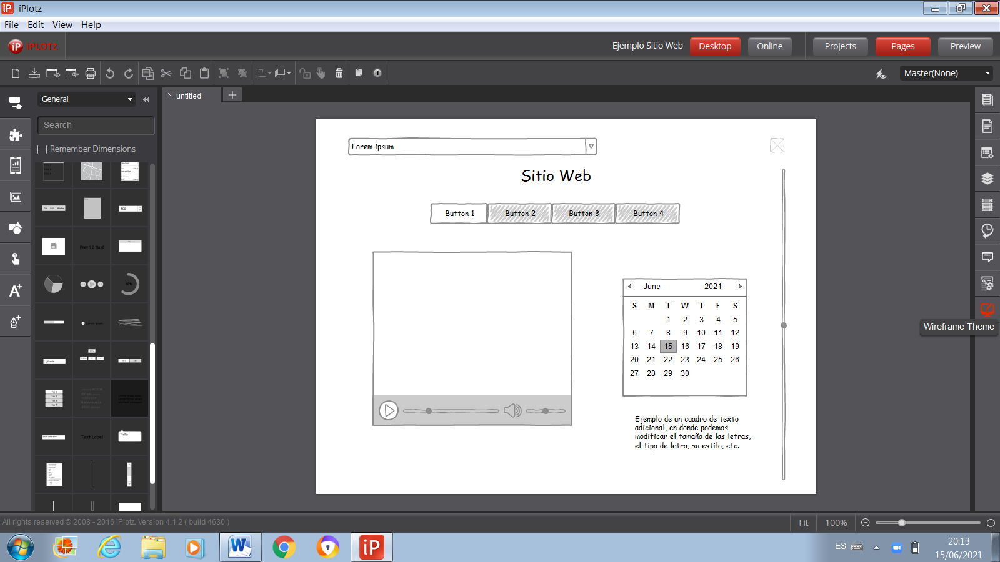 iPlotz
File Edit View Help
iP IPLOTZ
Ejemplo Sitio Web Desktop Online Projects Pages Preview
Master(None)
General
untitled
Search
Remember Dimensions
Lorem ipsum
Sitio Web
Button 1 Button 2 Button 3 Button 4
June 2021
S M T W T F S
1 2 3 4 5
6 7 8 9 10 11 12
13 14 15 16 17 18 19
20 21 22 23 24 25 26
27 28 29 30
Wireframe Theme
Ejemplo de un cuadro de texto
adicional, en donde podemos
modificar el tamaño de las letras,
el tipo de letra, su estilo, etc.
Text Label
All rights reserved © 2008 - 2016 iPlotz. Version 4.1.2 ( build 4630 )
Fit 100%
iP
ES
20:13
15/06/2021